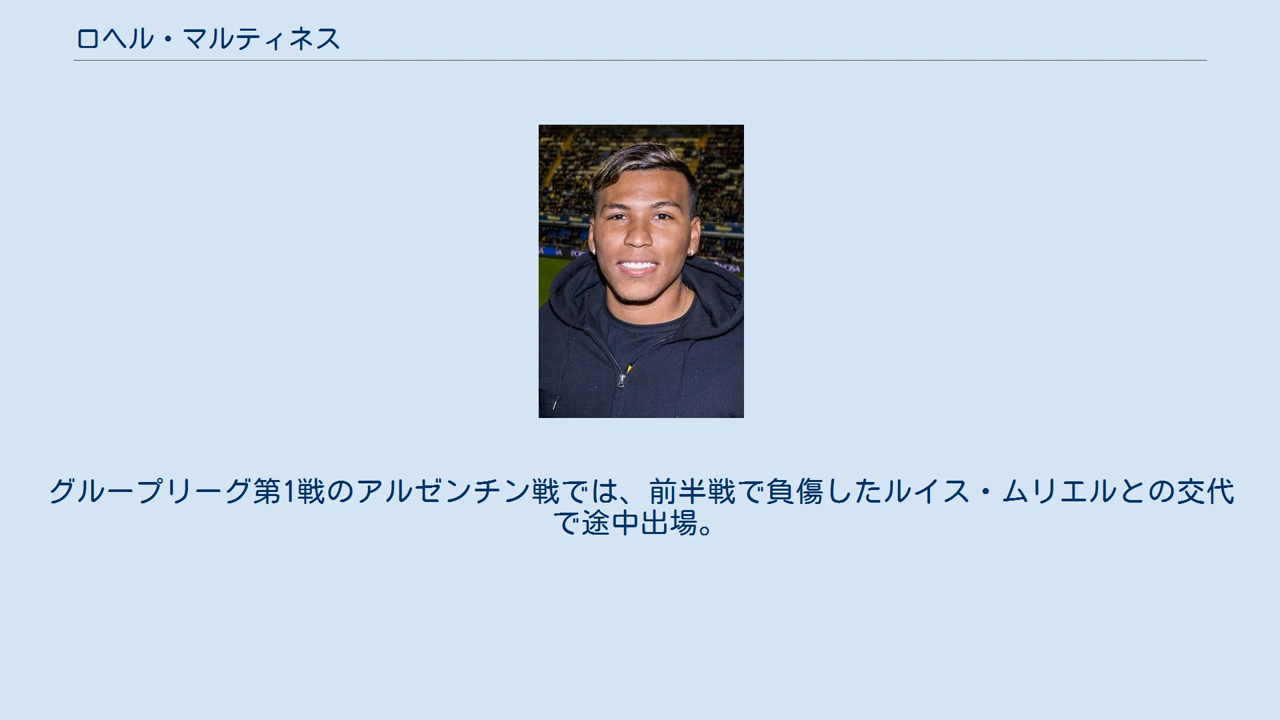 ロヘル・マルティネス
グループリーグ第1戦のアルゼンチン戦では、前半戦で負傷したルイス・ムリエルとの交代
で途中出場。